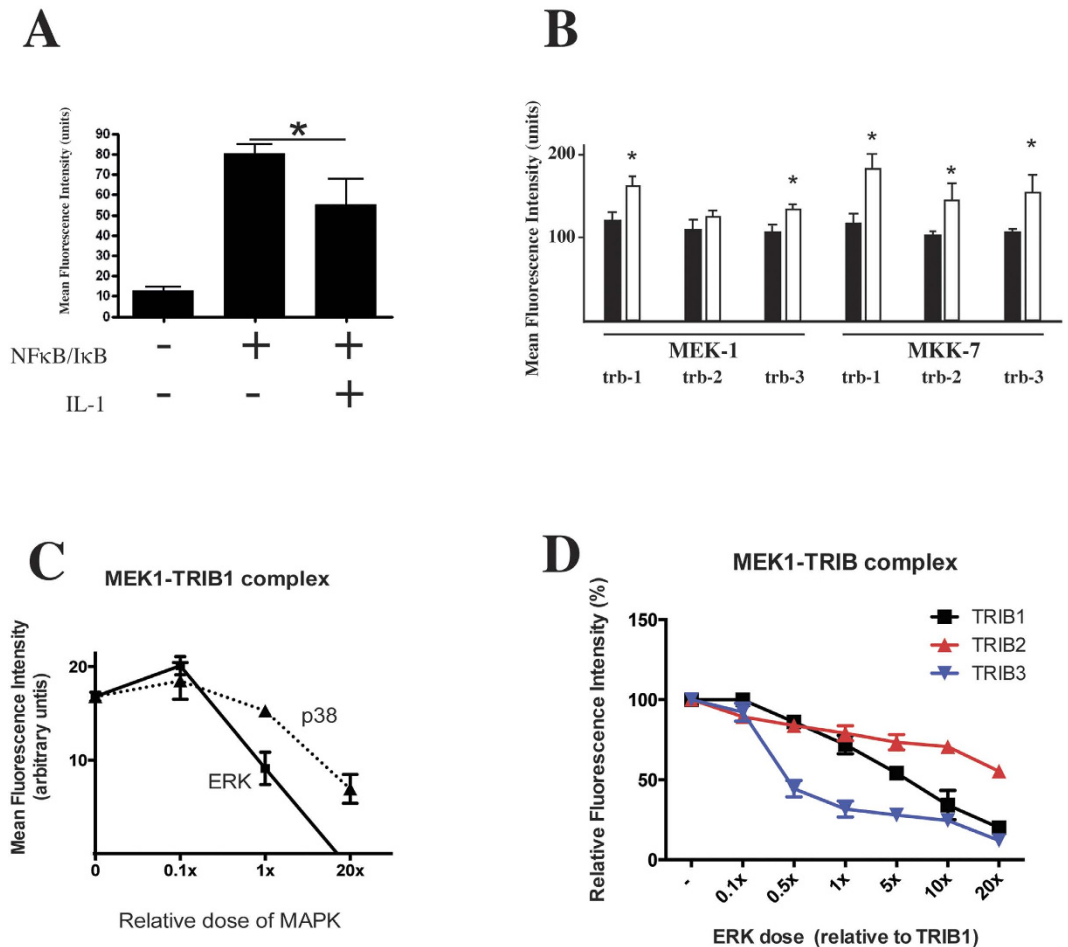 A
Mean Fluorescence Intensity (units)
90
80
70
60
50
40
30
20
10
0
*
NFκB/IκB - + +
IL-1 - - +
B
Mean Fluorescence Intensity (units)
200
100
* * * * *
MEK-1 MKK-7
trb-1 trb-2 trb-3 trb-1 trb-2 trb-3
C
MEK1-TRIB1 complex
Mean Fluorescence Intensity
(arbitrary untis)
20
10
p38
ERK
0 0.1x 1x 20x
Relative dose of MAPK
D
MEK1-TRIB complex
Relative Fluorescence Intensity (%)
150
100
50
0
TRIB1
TRIB2
TRIB3
- 0.1x 0.5x 1x 5x 10x 20x
ERK dose (relative to TRIB1)